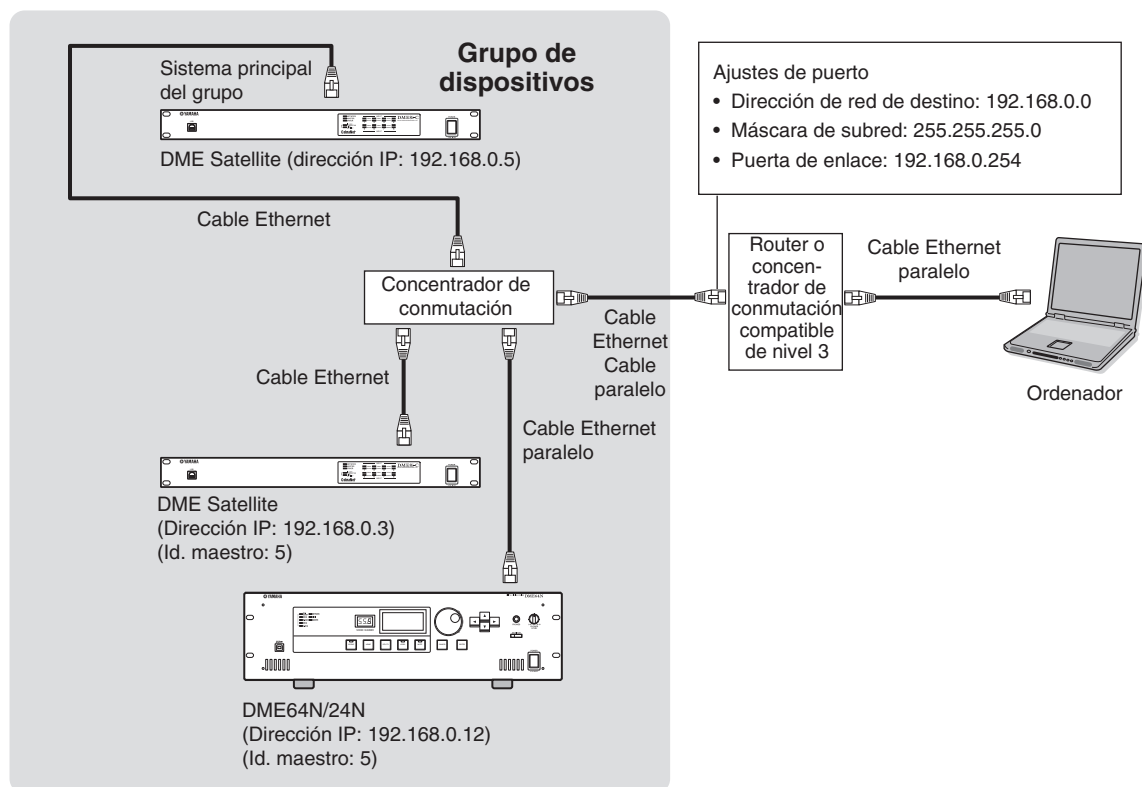 Grupo de
dispositivos
Sistema principal
del grupo
YAMAHA
DME Satellite (dirección IP: 192.168.0.5)
Cable Ethernet
Ajustes de puerto
• Dirección de red de destino: 192.168.0.0
• Máscara de subred: 255.255.255.0
• Puerta de enlace: 192.168.0.254
Concentrador de
conmutación
Cable
Ethernet
Cable
paralelo
Router o
concen-
trador de
conmutación
compatible
de nivel 3
Cable Ethernet
paralelo
Ordenador
Cable Ethernet
Cable Ethernet
paralelo
YAMAHA
DME Satellite
(Dirección IP: 192.168.0.3)
(Id. maestro: 5)
YAMAHA
DME64N
DME64N/24N
(Dirección IP: 192.168.0.12)
(Id. maestro: 5)